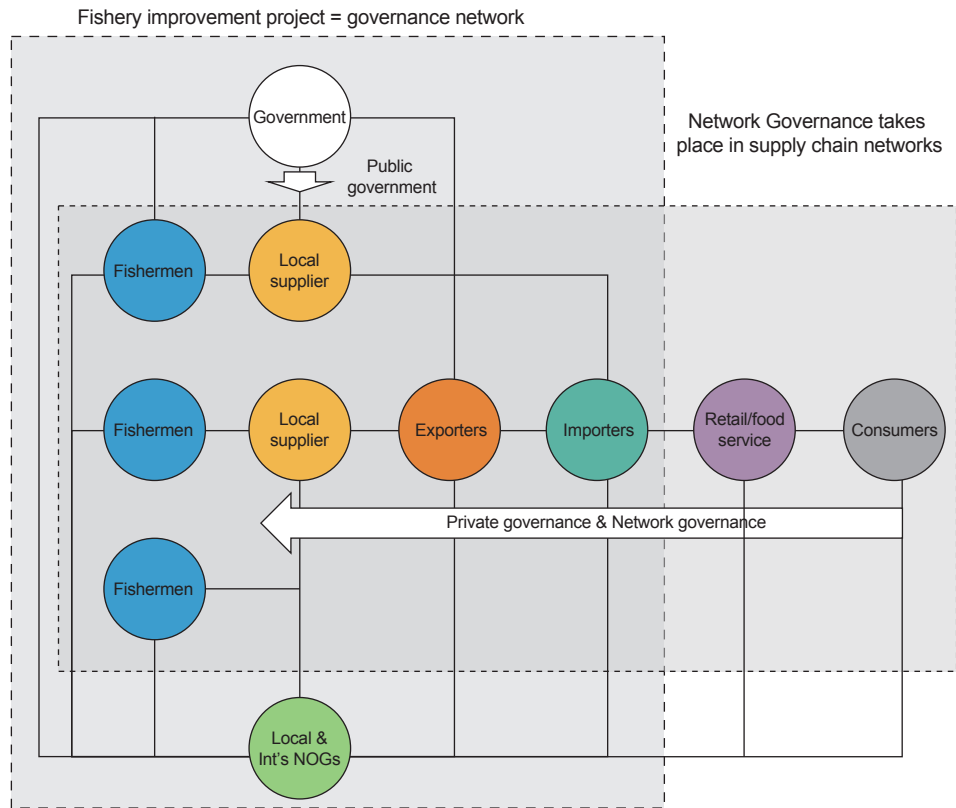 Fishery improvement project = governance network
Government
Network Governance takes
place in supply chain networks
Public
government
Fishermen
Local
supplier
Fishermen
Local
supplier
Exporters
Importers
Retail/food
service
Consumers
Private governance & Network governance
Fishermen
Local &
Int's NOGs